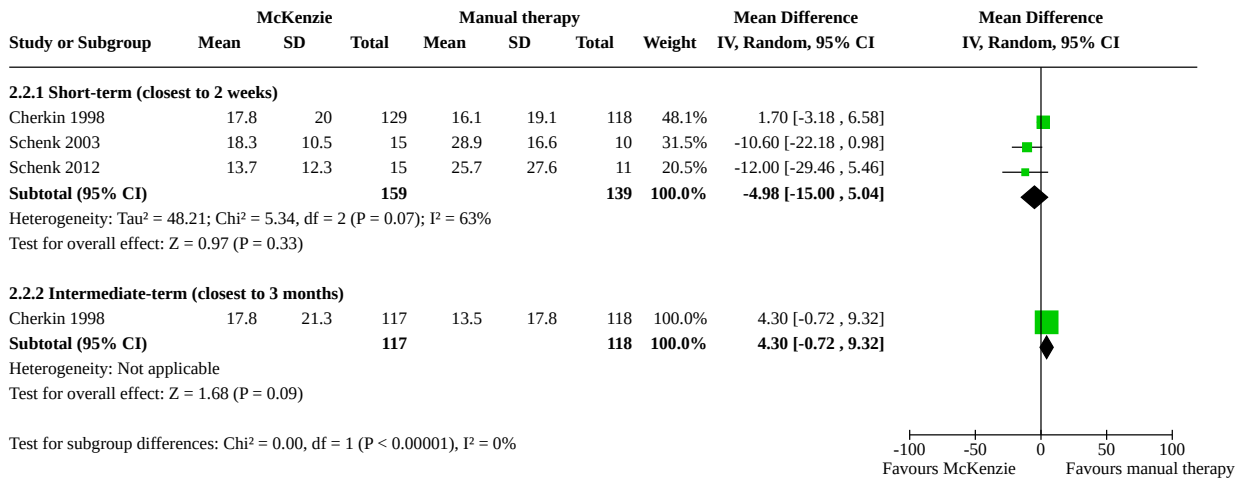 McKenzie Manual therapy Mean Difference Mean Difference
Study or Subgroup Mean SD Total Mean SD Total Weight IV, Random, 95% CI IV, Random, 95% CI
2.2.1 Short-term (closest to 2 weeks)
Cherkin 1998 17.8 20 129 16.1 19.1 118 48.1% 1.70 [-3.18 , 6.58]
Schenk 2003 18.3 10.5 15 28.9 16.6 10 31.5% -10.60 [-22.18 , 0.98]
Schenk 2012 13.7 12.3 15 25.7 27.6 11 20.5% -12.00 [-29.46 , 5.46]
Subtotal (95% CI) 159 139 100.0% -4.98 [-15.00 , 5.04]
Heterogeneity: Tau² = 48.21; Chi² = 5.34, df = 2 (P = 0.07); I² = 63%
Test for overall effect: Z = 0.97 (P = 0.33)
2.2.2 Intermediate-term (closest to 3 months)
Cherkin 1998 17.8 21.3 117 13.5 17.8 118 100.0% 4.30 [-0.72 , 9.32]
Subtotal (95% CI) 117 118 100.0% 4.30 [-0.72 , 9.32]
Heterogeneity: Not applicable
Test for overall effect: Z = 1.68 (P = 0.09)
Test for subgroup differences: Chi² = 0.00, df = 1 (P < 0.00001), I² = 0%
-100 -50 0 50 100
Favours McKenzie Favours manual therapy